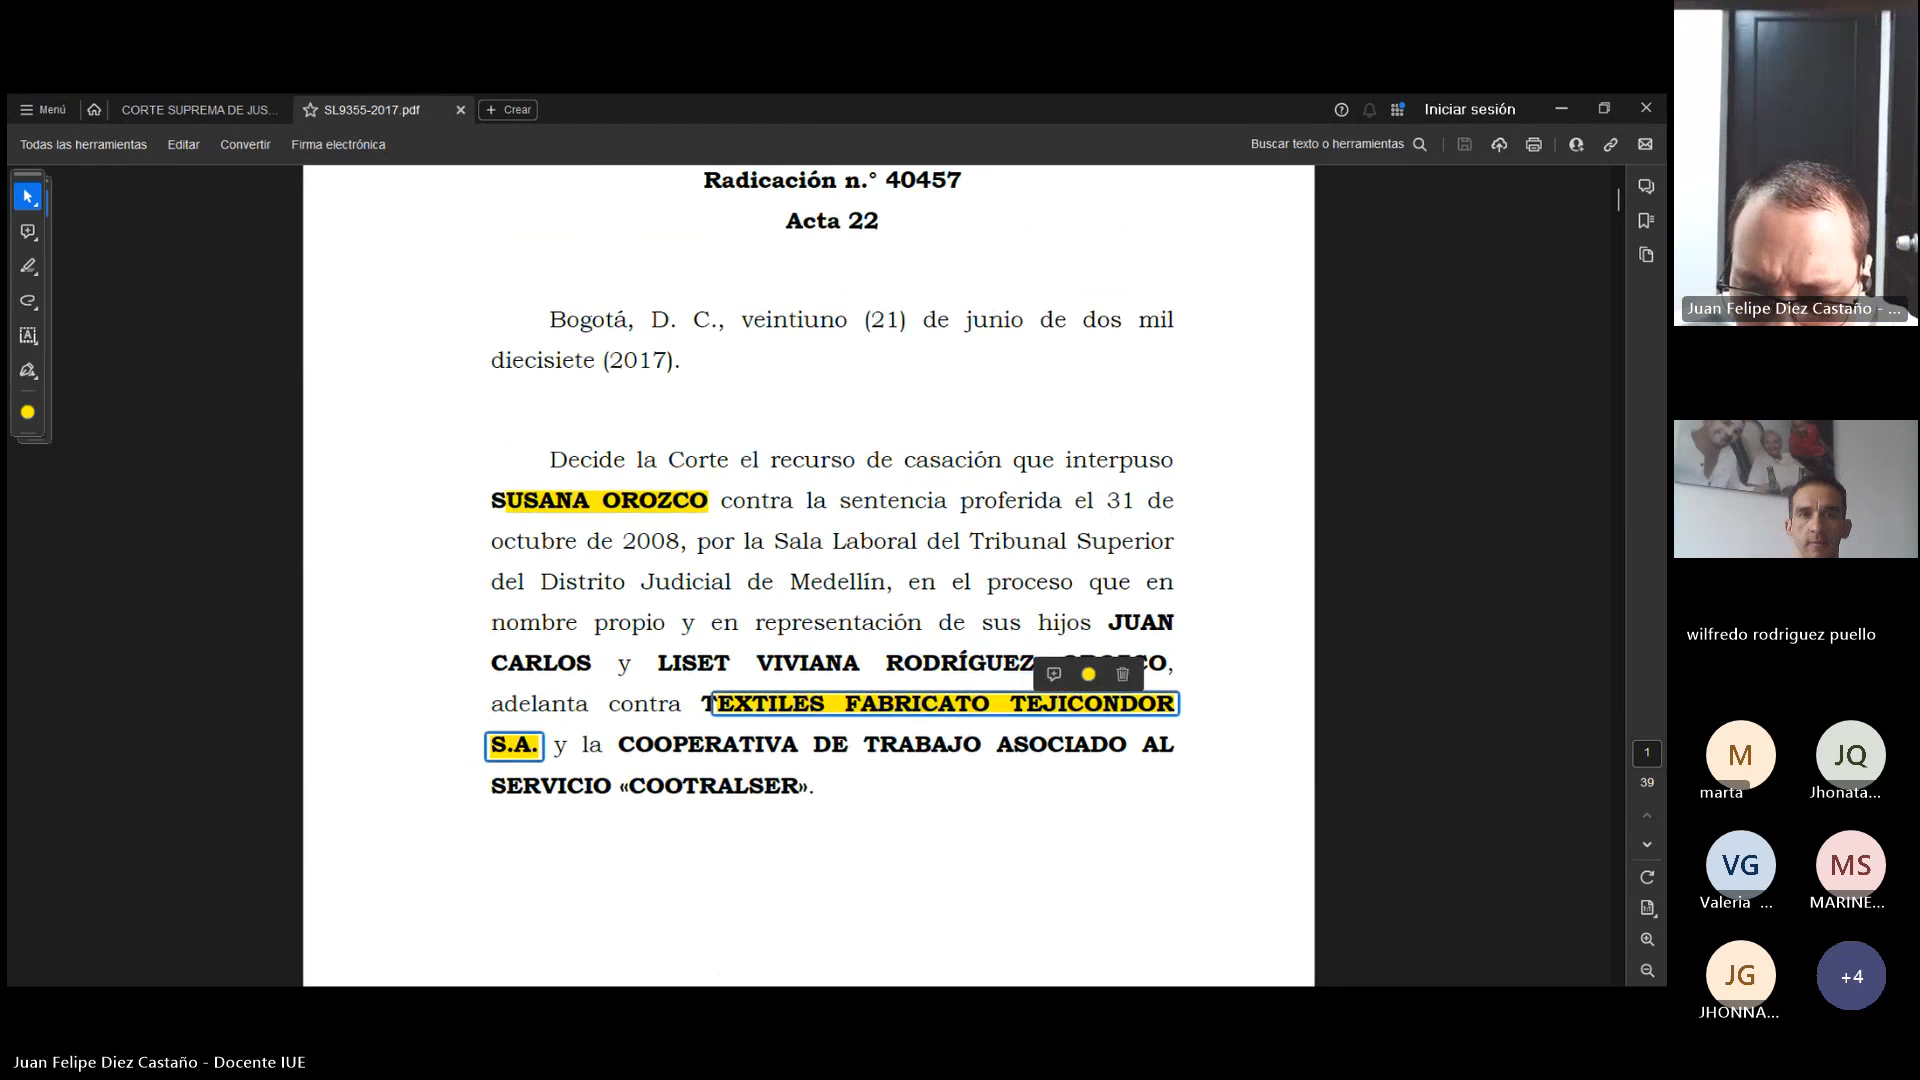 Menú
CORTE SUPREMA DE JUS...
SL9355-2017.pdf
Crear
Iniciar sesión
Todas las herramientas
Editar
Convertir
Firma electrónica
Buscar texto o herramientas
Radicación n.° 40457
Acta 22
Bogotá, D. C., veintiuno (21) de junio de dos mil
diecisiete (2017).
Decide la Corte el recurso de casación que interpuso
SUSANA OROZCO contra la sentencia proferida el 31 de
octubre de 2008, por la Sala Laboral del Tribunal Superior
del Distrito Judicial de Medellín, en el proceso que en
nombre propio y en representación de sus hijos JUAN
CARLOS y LISET VIVIANA RODRÍGUEZ OROZCO,
adelanta contra TEXTILES FABRICATO TEJICONDOR
S.A. y la COOPERATIVA DE TRABAJO ASOCIADO AL
SERVICIO «COOTRALSER».
1
39
Juan Felipe Diez Castaño - ...
wilfredo rodriguez puello
M
marta
JQ
Jhonata...
VG
Valeria ...
MS
MARINE...
JG
JHONNA...
+4
Juan Felipe Diez Castaño - Docente IUE